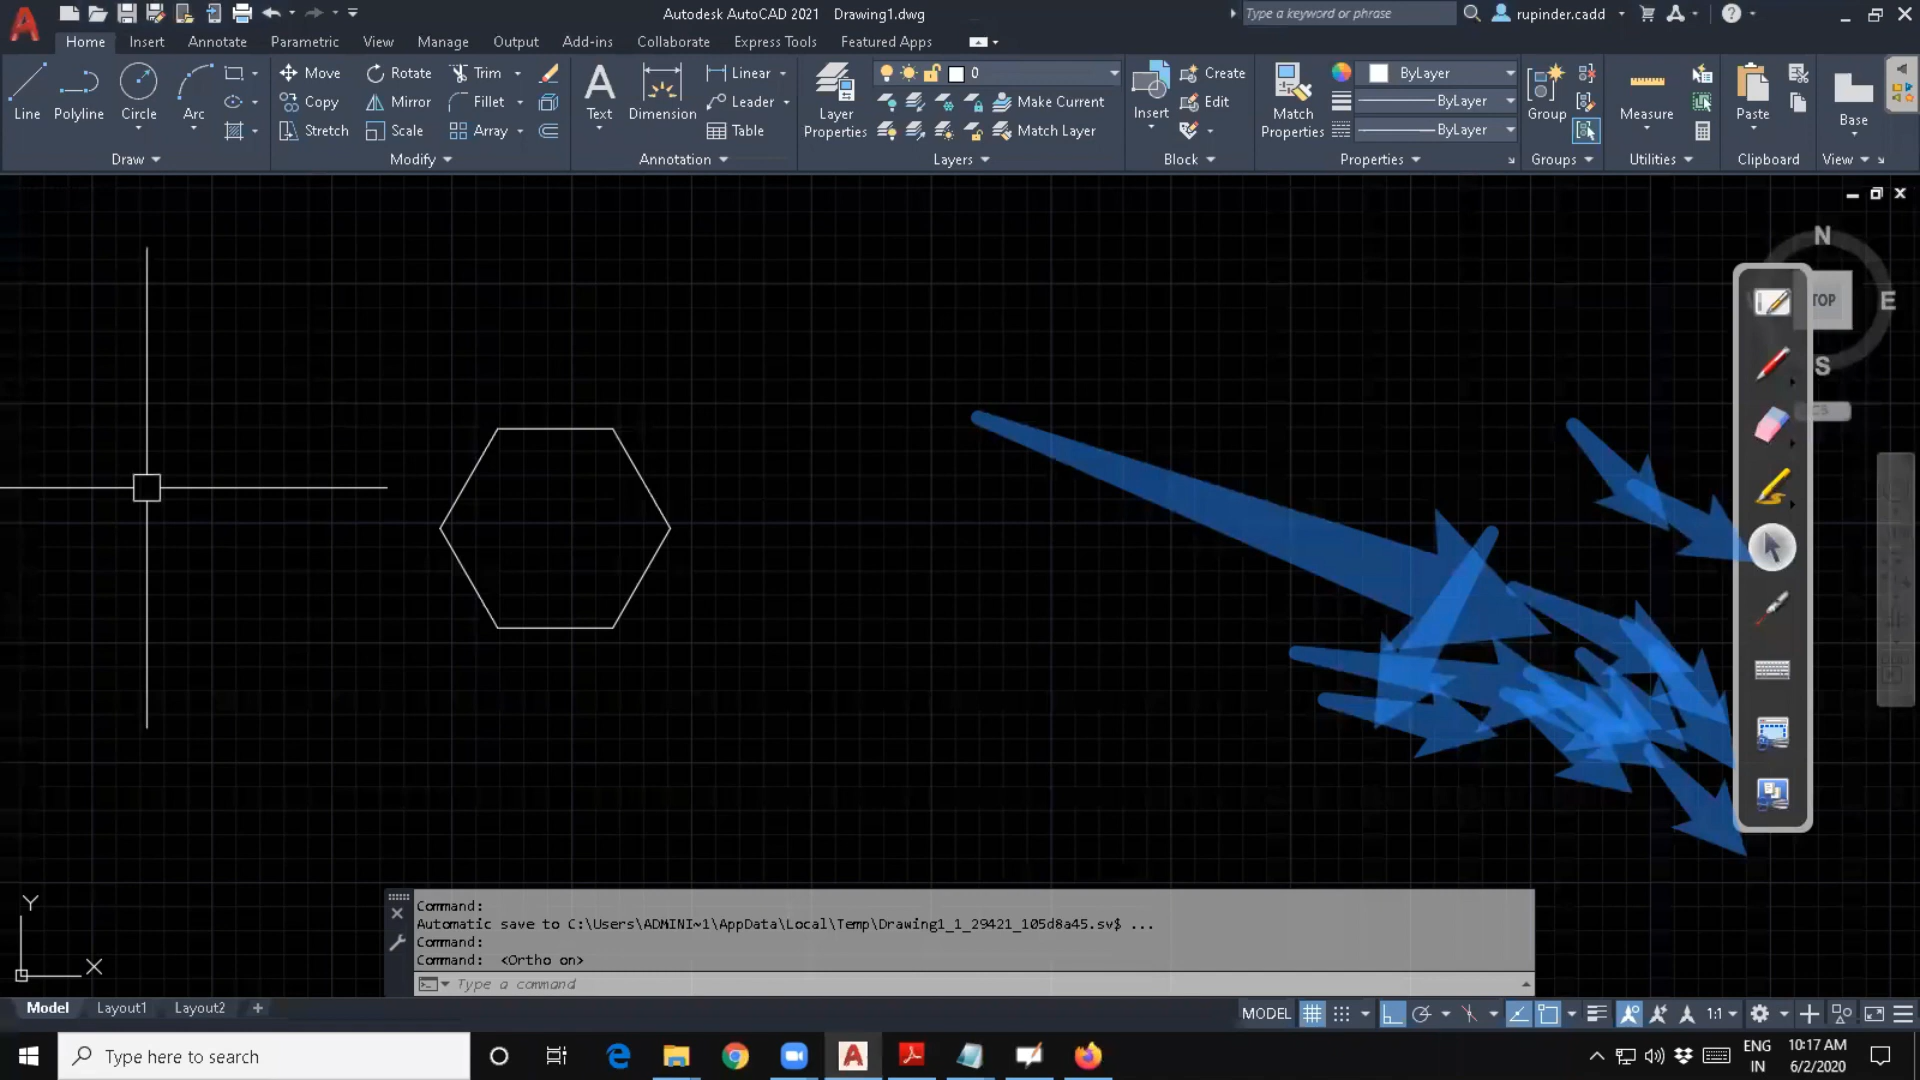 Autodesk AutoCAD 2021 Drawing1.dwg
Type a keyword or phrase
rupinder.cadd
Home Insert Annotate Parametric View Manage Output Add-ins Collaborate Express Tools Featured Apps
Move Rotate Trim
Linear
0
Create
ByLayer
Line Polyline Circle Arc
Copy Mirror Fillet
Text Dimension
Leader
Make Current
Insert
Edit
ByLayer
Group Measure Paste Base
Layer Properties
Match Properties
Stretch Scale Array
Table
Match Layer
ByLayer
Draw Modify Annotation Layers Block Properties Groups Utilities Clipboard View
N
TOP
E
S
Y
X
Command:
Automatic save to C:\Users\ADMINI~1\AppData\Local\Temp\Drawing1_1_29421_105d8a45.sv$ ...
Command:
Command: <Ortho on>
Type a command
Model Layout1 Layout2 +
MODEL
1:1
Type here to search
ENG
IN
10:17 AM
6/2/2020